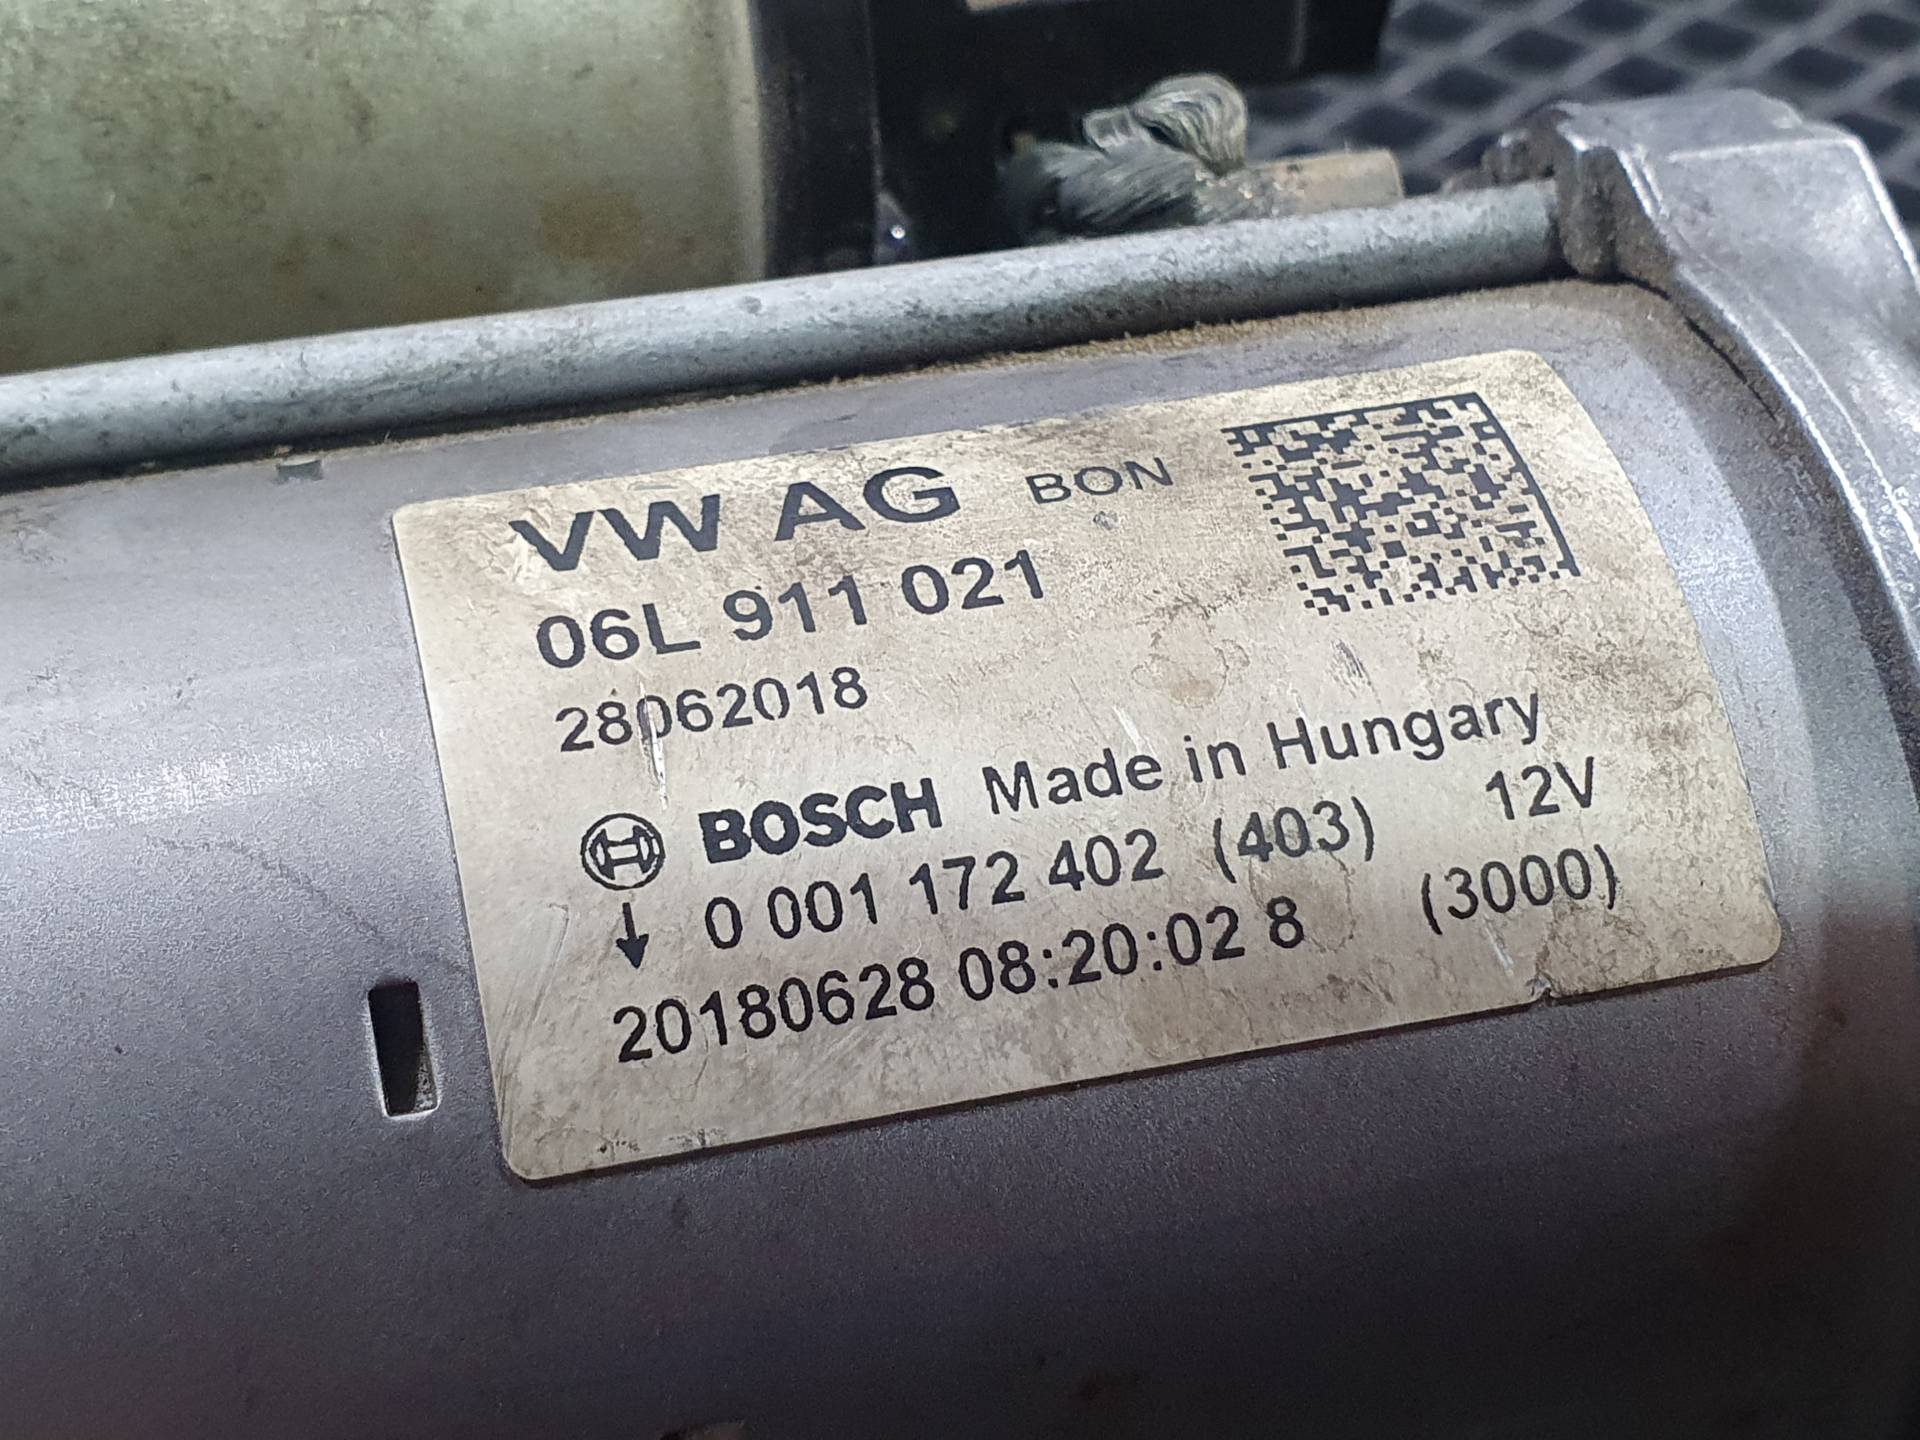 VW AG BON
06L 911 021
28062018
BOSCH Made in Hungary
0 001 172 402 (403) 12V
20180628 08:20:02 8 (3000)